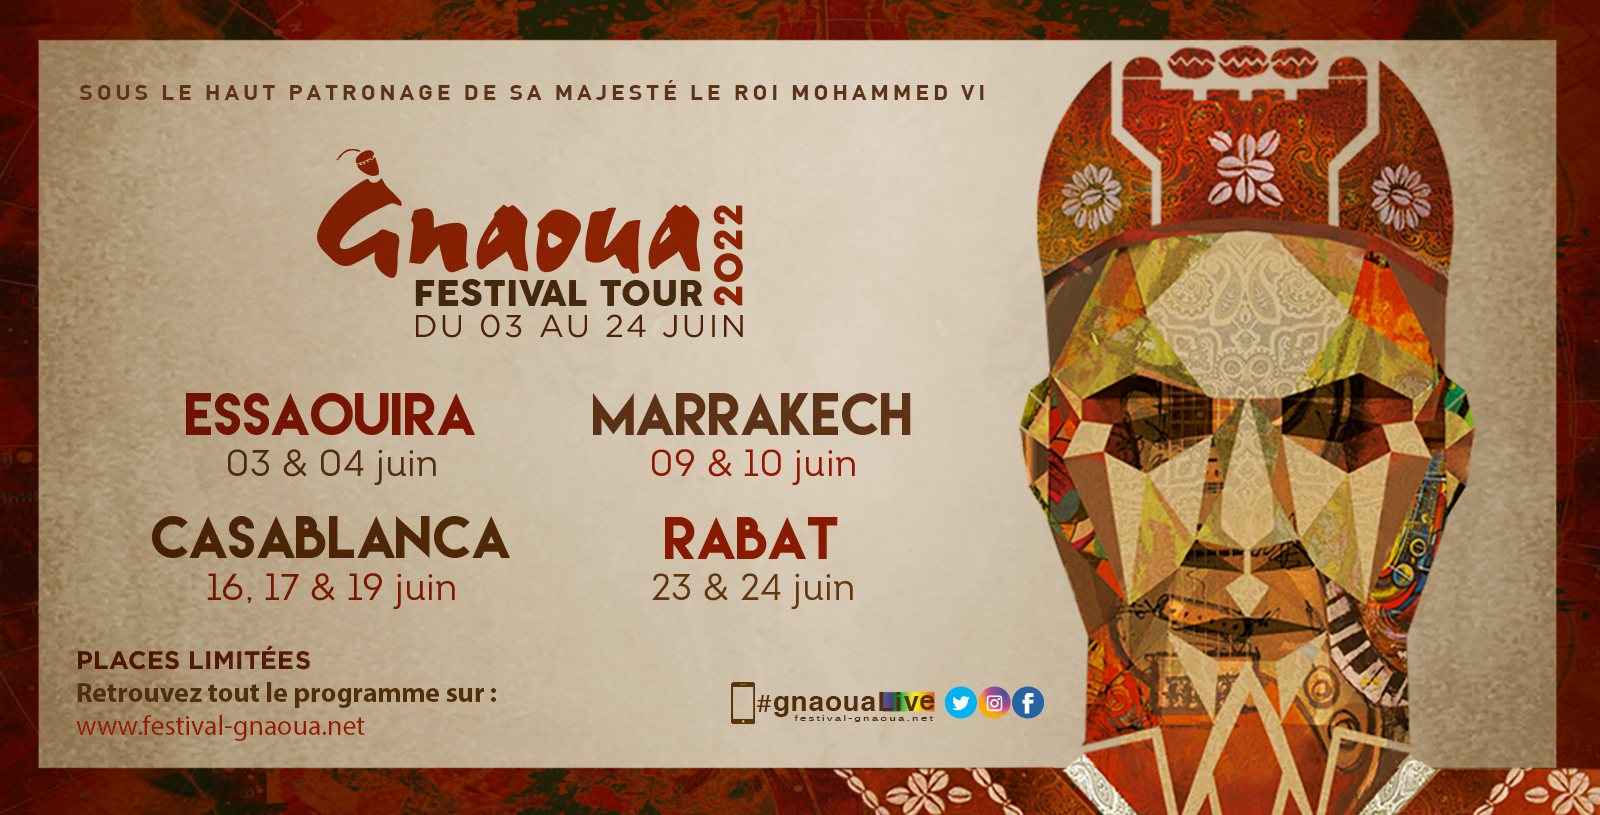 SOUS LE HAUT PATRONAGE DE SA MAJESTÉ LE ROI MOHAMMED VI
Gnaoua
FESTIVAL TOUR 2022
DU 03 AU 24 JUIN
ESSAOUIRA
03 & 04 juin
MARRAKECH
09 & 10 juin
CASABLANCA
16, 17 & 19 juin
RABAT
23 & 24 juin
PLACES LIMITÉES
Retrouvez tout le programme sur :
www.festival-gnaoua.net
#gnaouaLive
festival-gnaoua.net